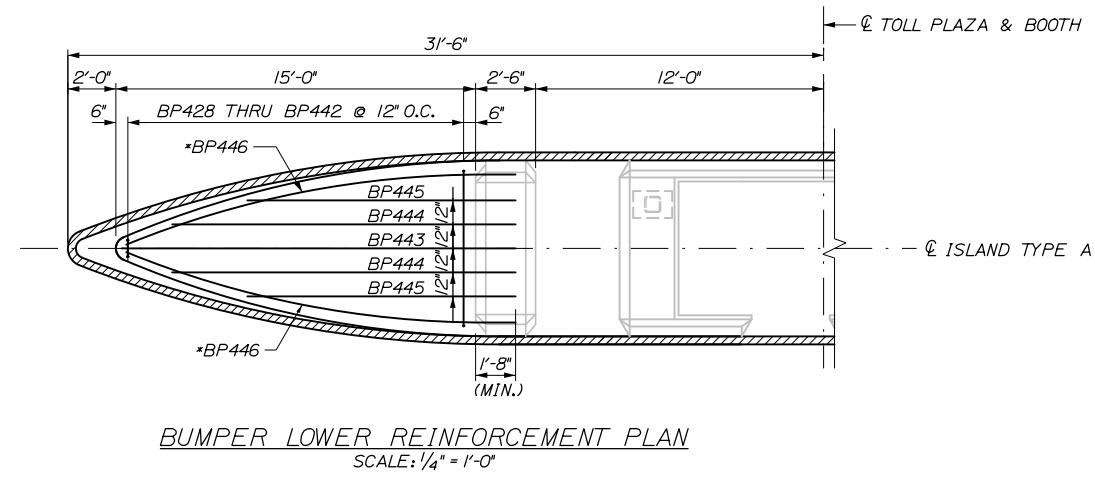 ℄ TOLL PLAZA & BOOTH
31'-6"
2'-0"
15'-0"
2'-6"
12'-0"
6"
BP428 THRU BP442 @ 12" O.C.
6"
*BP446
BP445
12"
BP444
12"
BP443
℄ ISLAND TYPE A
12"
BP444
12"
BP445
*BP446
1'-8"
(MIN.)
BUMPER LOWER REINFORCEMENT PLAN
SCALE: 1/4" = 1'-0"